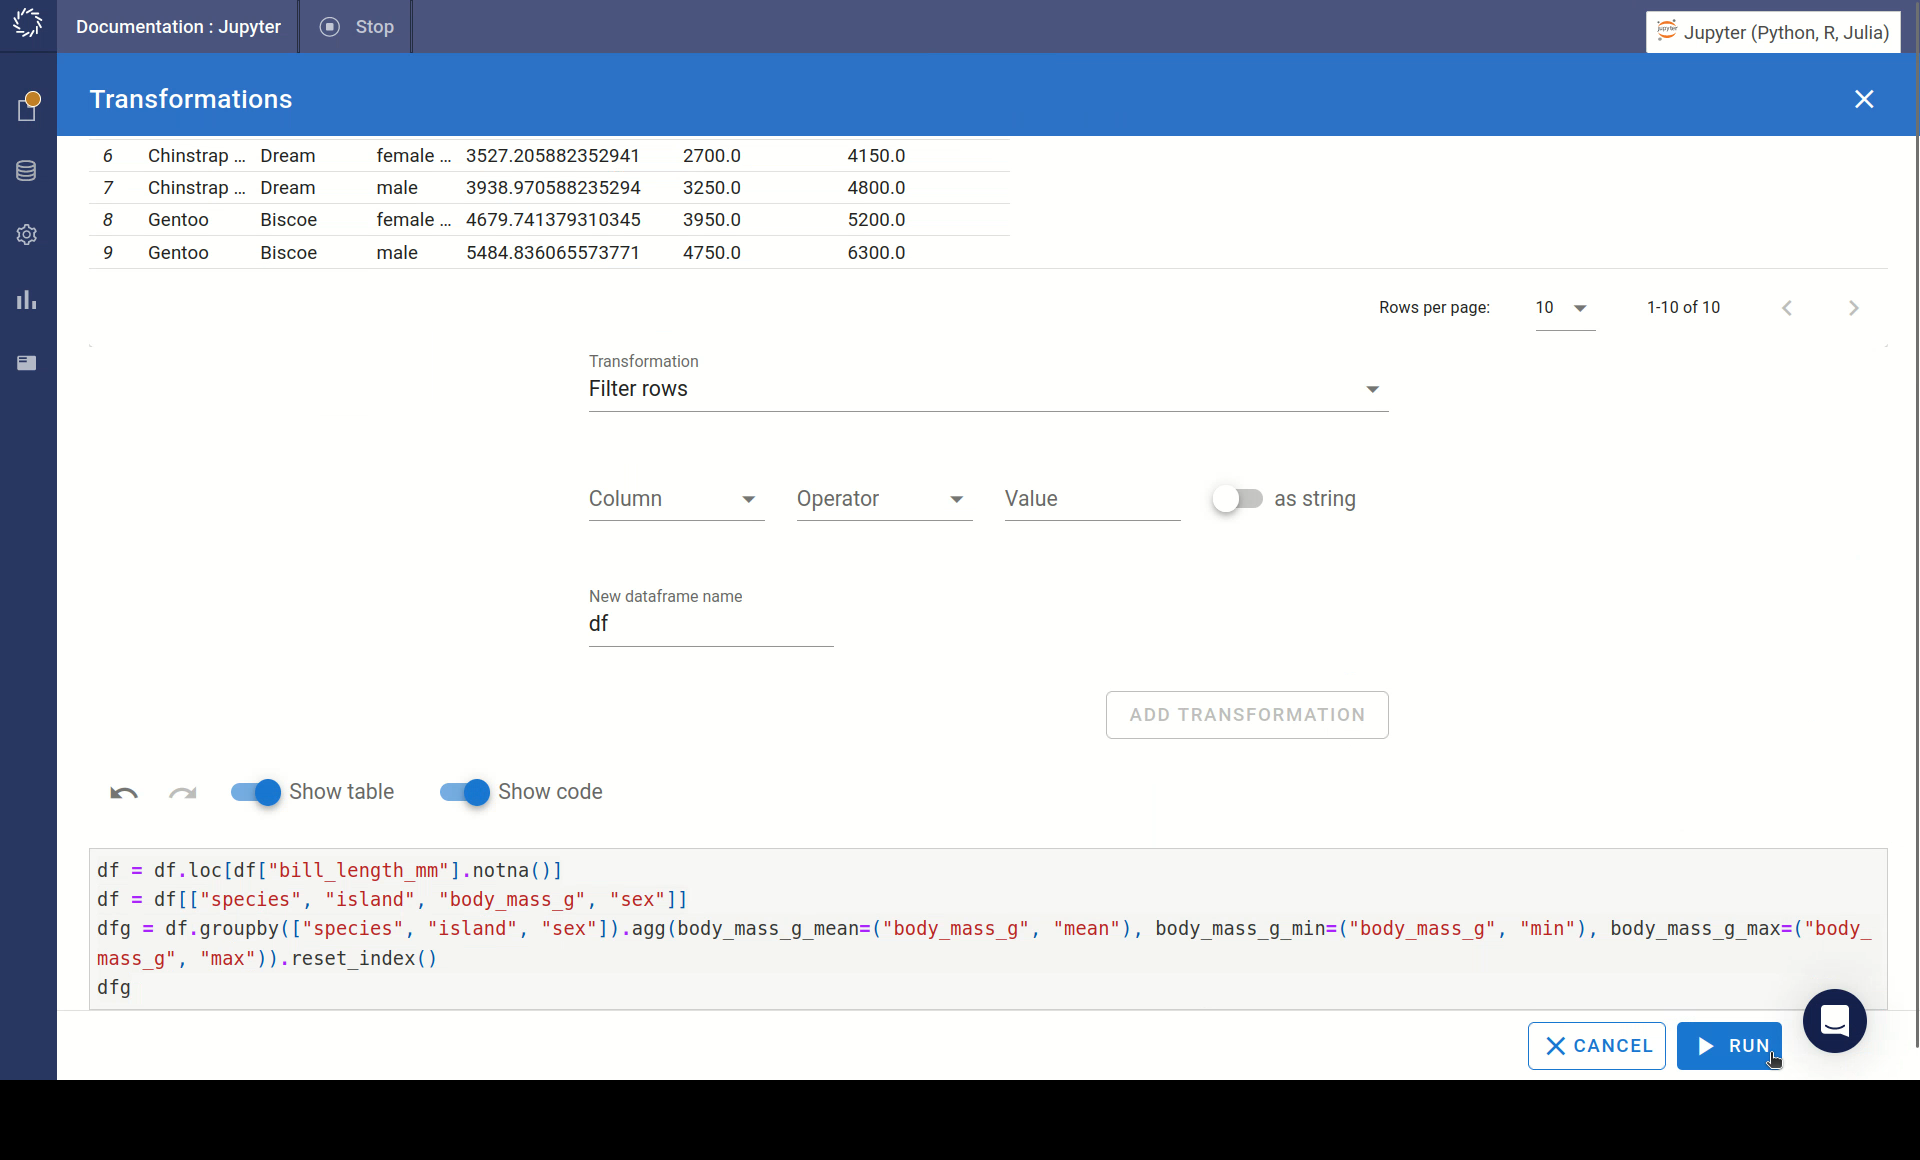 Documentation : Jupyter Stop Jupyter (Python, R, Julia)
Transformations
6 Chinstrap ... Dream female ... 3527.205882352941 2700.0 4150.0
7 Chinstrap ... Dream male 3938.970588235294 3250.0 4800.0
8 Gentoo Biscoe female ... 4679.741379310345 3950.0 5200.0
9 Gentoo Biscoe male 5484.836065573771 4750.0 6300.0
Rows per page: 10 1-10 of 10
Transformation
Filter rows
Column Operator Value as string
New dataframe name
df
ADD TRANSFORMATION
Show table Show code
df = df.loc[df["bill_length_mm"].notna()]
df = df[["species", "island", "body_mass_g", "sex"]]
dfg = df.groupby(["species", "island", "sex"]).agg(body_mass_g_mean=("body_mass_g", "mean"), body_mass_g_min=("body_mass_g", "min"), body_mass_g_max=("body_
mass_g", "max")).reset_index()
dfg
CANCEL RUN